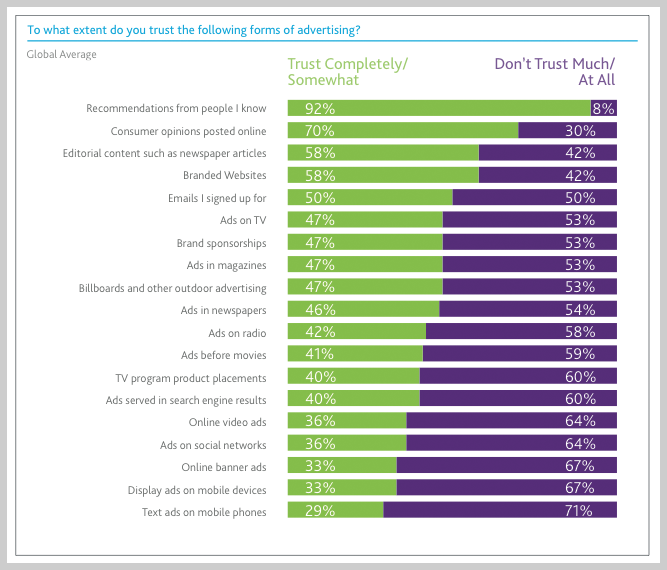 To what extent do you trust the following forms of advertising?
Global Average
Trust Completely/
Somewhat
Don't Trust Much/
At All
Recommendations from people I know 92% 8%
Consumer opinions posted online 70% 30%
Editorial content such as newspaper articles 58% 42%
Branded Websites 58% 42%
Emails I signed up for 50% 50%
Ads on TV 47% 53%
Brand sponsorships 47% 53%
Ads in magazines 47% 53%
Billboards and other outdoor advertising 47% 53%
Ads in newspapers 46% 54%
Ads on radio 42% 58%
Ads before movies 41% 59%
TV program product placements 40% 60%
Ads served in search engine results 40% 60%
Online video ads 36% 64%
Ads on social networks 36% 64%
Online banner ads 33% 67%
Display ads on mobile devices 33% 67%
Text ads on mobile phones 29% 71%